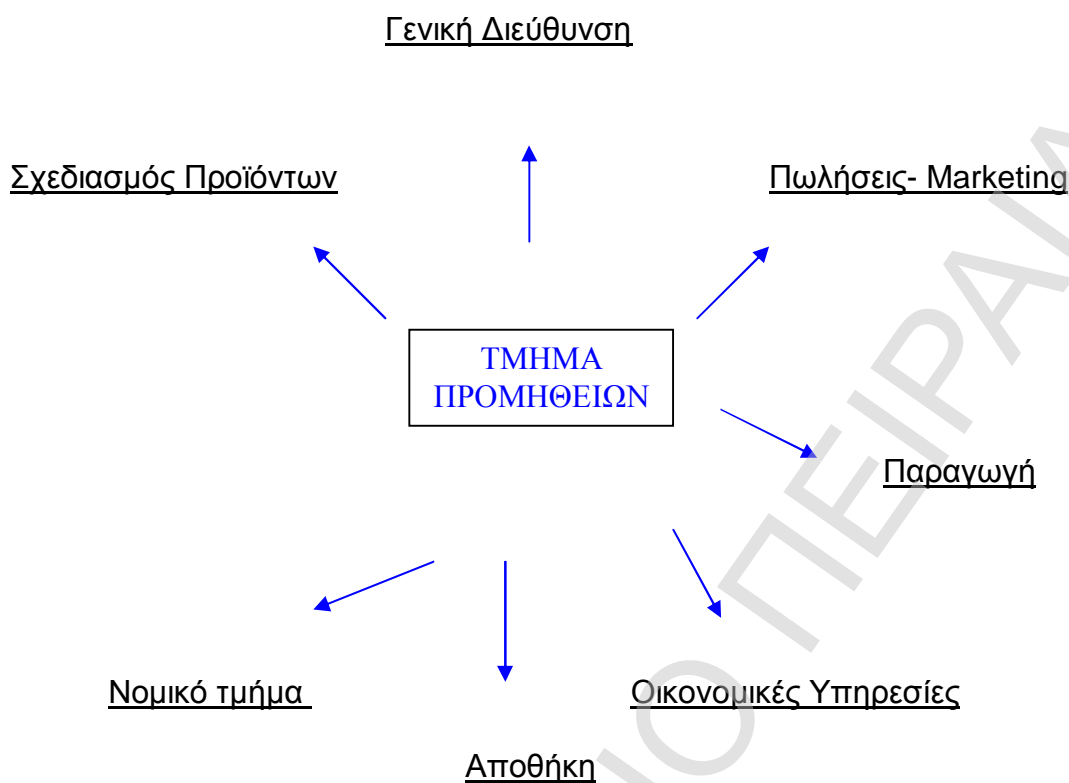 Γενική Διεύθυνση
Σχεδιασμός Προϊόντων
Πωλήσεις- Marketing
ΤΜΗΜΑ
ΠΡΟΜΗΘΕΙΩΝ
Παραγωγή
Νομικό τμήμα
Οικονομικές Υπηρεσίες
Αποθήκη